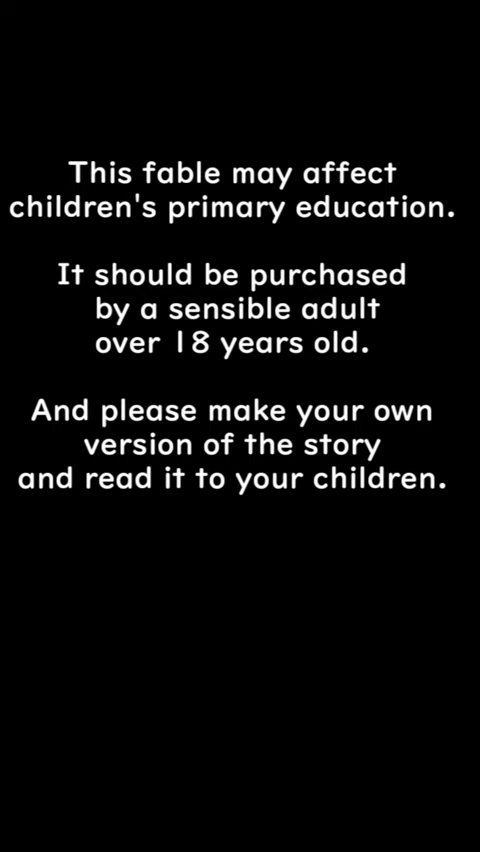 This fable may affect
children's primary education.
It should be purchased
by a sensible adult
over 18 years old.
And please make your own
version of the story
and read it to your children.